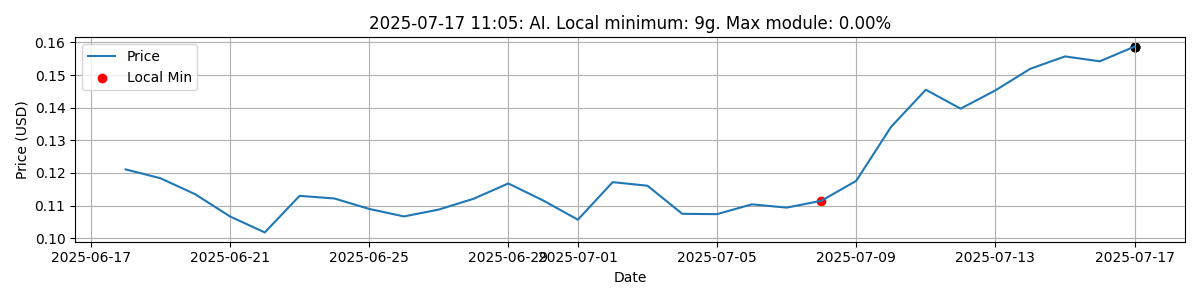 2025-07-17 11:05: AI. Local minimum: 9g. Max module: 0.00%
Price
Local Min
Price (USD)
0.16
0.15
0.14
0.13
0.12
0.11
0.10
2025-06-17 2025-06-21 2025-06-25 2025-06-29 2025-07-01 2025-07-05 2025-07-09 2025-07-13 2025-07-17
Date